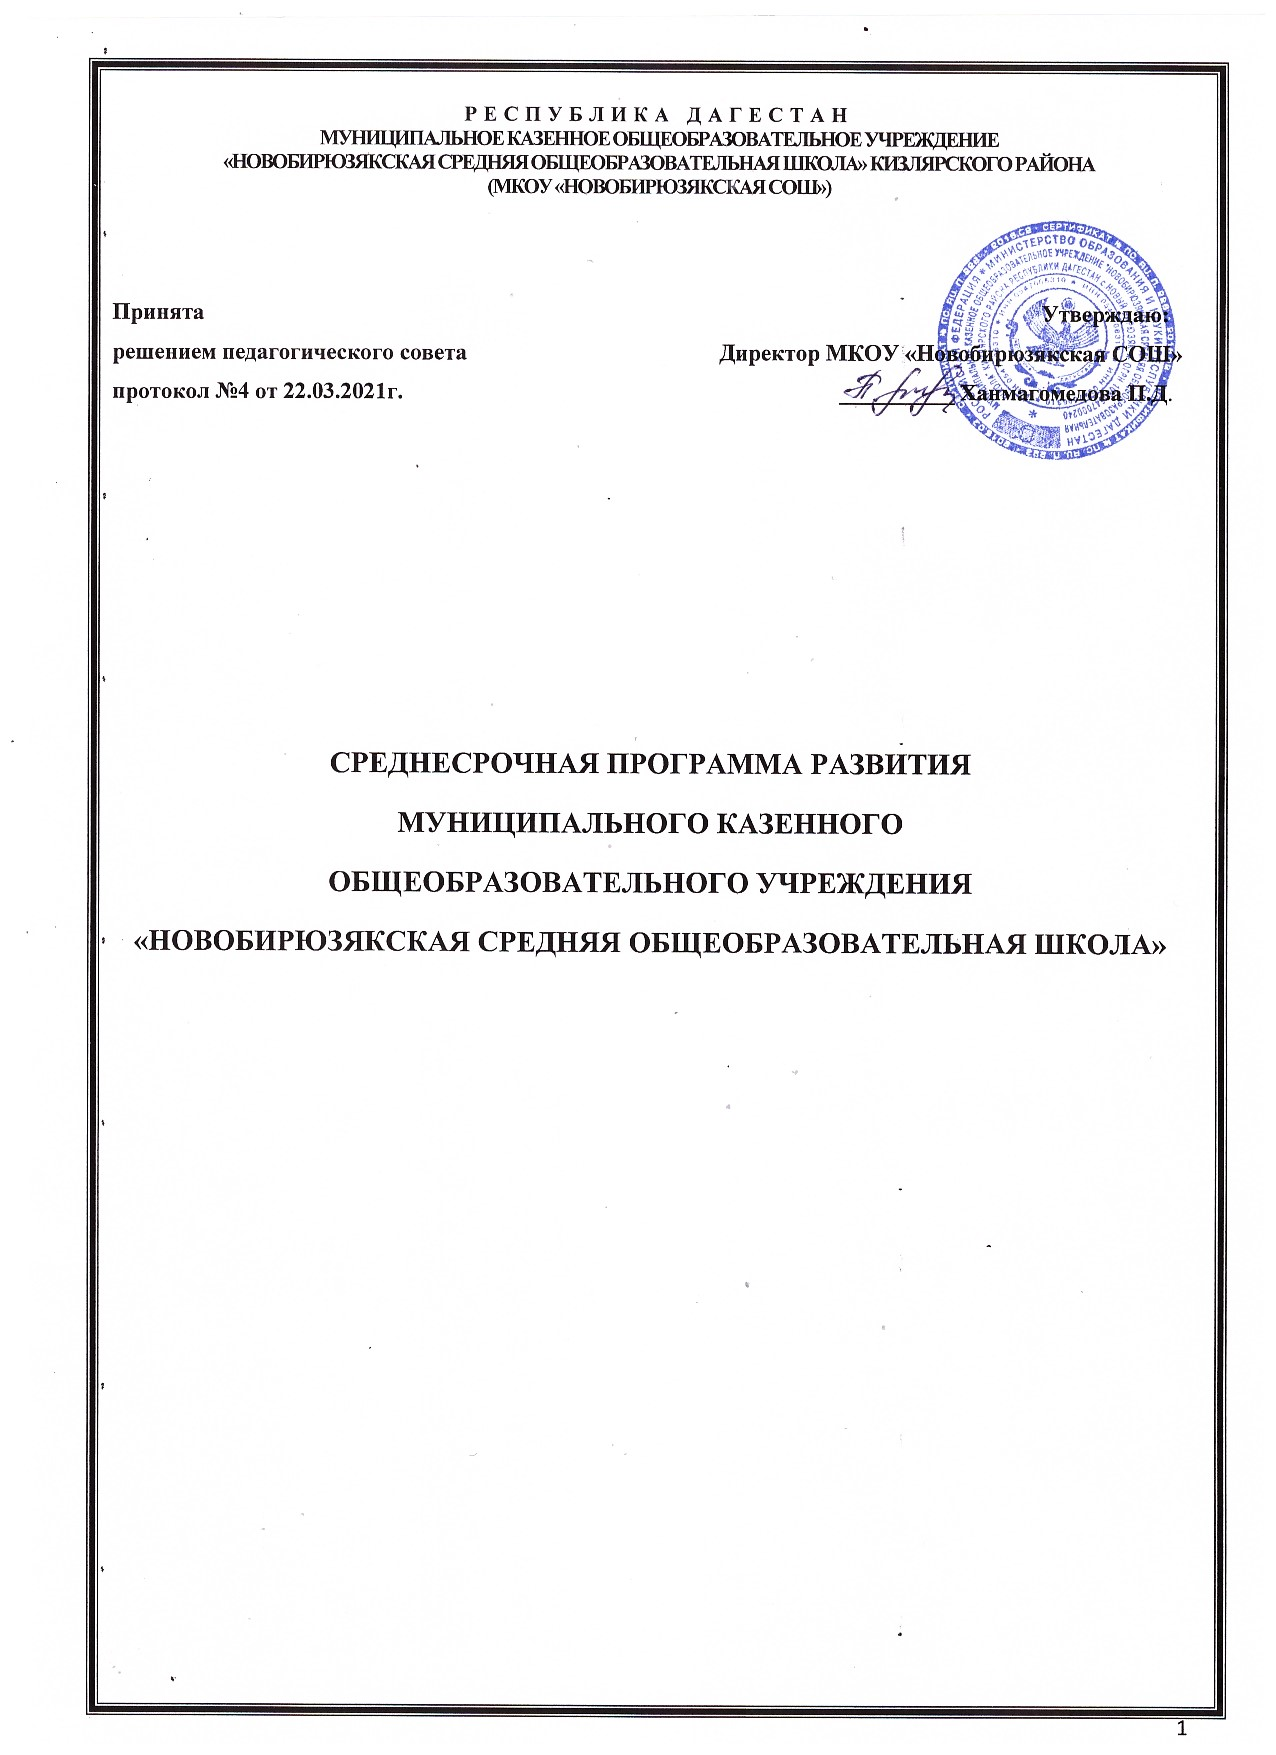 РЕСПУБЛИКА ДАГЕСТАН
МУНИЦИПАЛЬНОЕ КАЗЕННОЕ ОБЩЕОБРАЗОВАТЕЛЬНОЕ УЧРЕЖДЕНИЕ
«НОВОБИРЮЗЯКСКАЯ СРЕДНЯЯ ОБЩЕОБРАЗОВАТЕЛЬНАЯ ШКОЛА» КИЗЛЯРСКОГО РАЙОНА
(МКОУ «НОВОБИРЮЗЯКСКАЯ СОШ»)
Принята Утверждаю:
решением педагогического совета Директор МКОУ «Новобирюзякская СОШ»
протокол №4 от 22.03.2021г. Ханмагомедова П.Д.
СРЕДНЕСРОЧНАЯ ПРОГРАММА РАЗВИТИЯ
МУНИЦИПАЛЬНОГО КАЗЕННОГО
ОБЩЕОБРАЗОВАТЕЛЬНОГО УЧРЕЖДЕНИЯ
«НОВОБИРЮЗЯКСКАЯ СРЕДНЯЯ ОБЩЕОБРАЗОВАТЕЛЬНАЯ ШКОЛА»
1